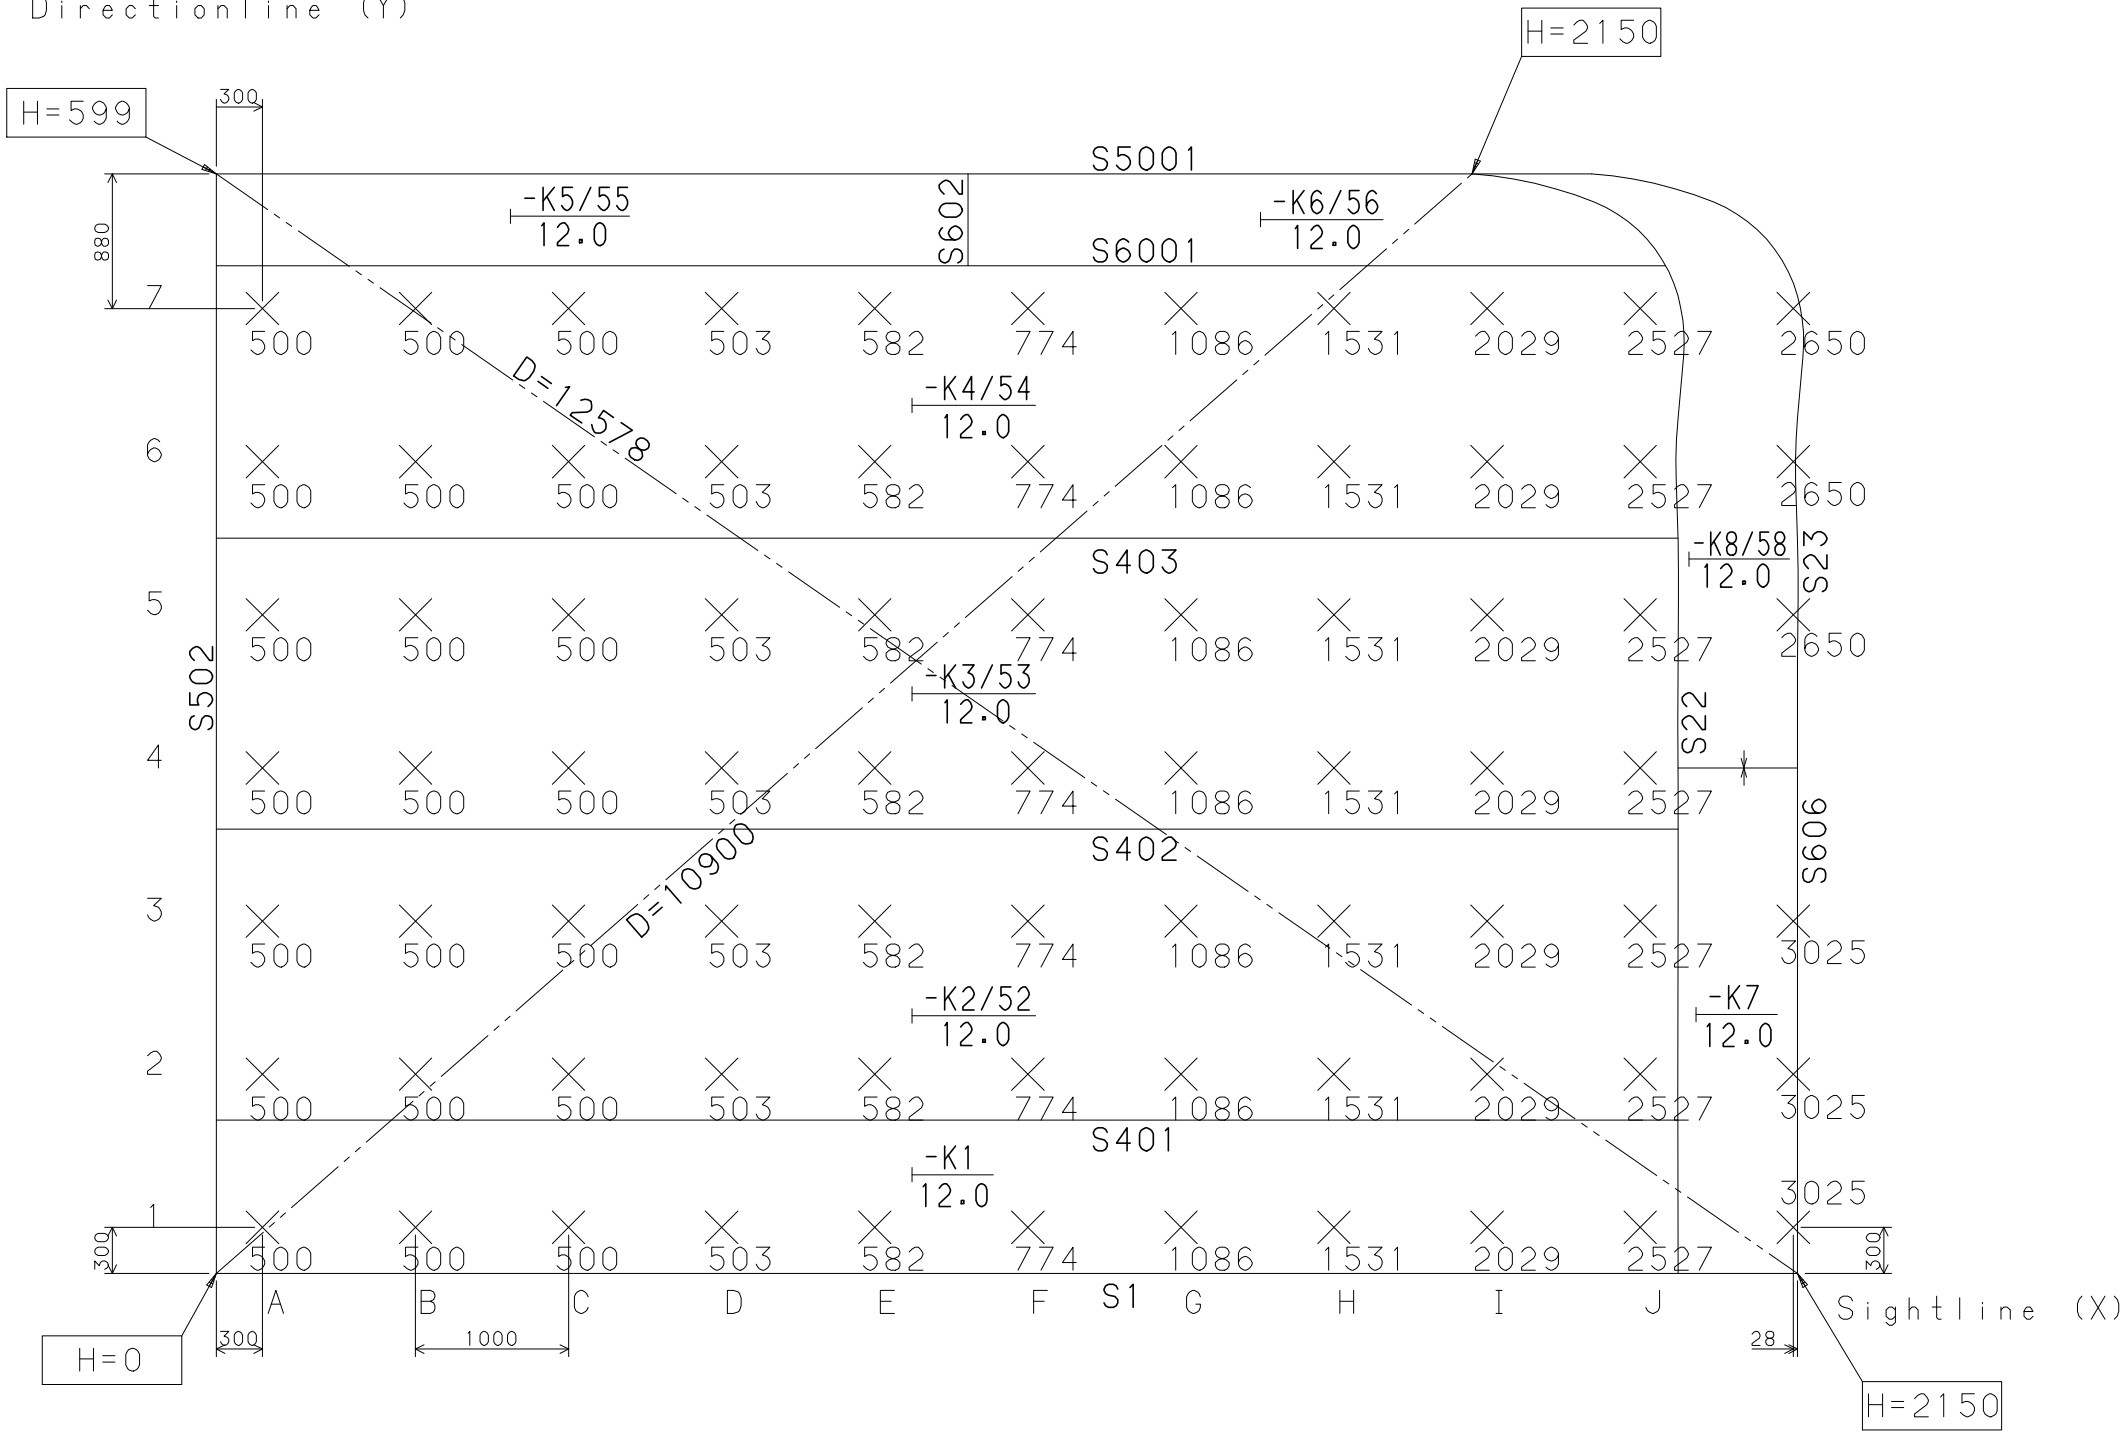 Directionline (Y)
H=2150
H=599
300
S5001
-K5/55
12.0
S602
-K6/56
12.0
880
S6001
7
500 500 500 503 582 774 1086 1531 2029 2527 2650
D=12578
-K4/54
12.0
6
500 500 500 503 582 774 1086 1531 2029 2527 2650
S403
-K8/58
12.0
S23
5
500 500 500 503 582 774 1086 1531 2029 2527 2650
S502
-K3/53
12.0
S22
4
500 500 500 503 582 774 1086 1531 2029 2527
D=10900
S402
S606
3
500 500 500 503 582 774 1086 1531 2029 2527 3025
-K2/52
12.0
-K7
12.0
2
500 500 500 503 582 774 1086 1531 2029 2527 3025
S401
-K1
12.0
3025
1
300
500 500 500 503 582 774 1086 1531 2029 2527
300
A B C D E F S1 G H I J
Sightline (X)
300
1000
28
H=0
H=2150